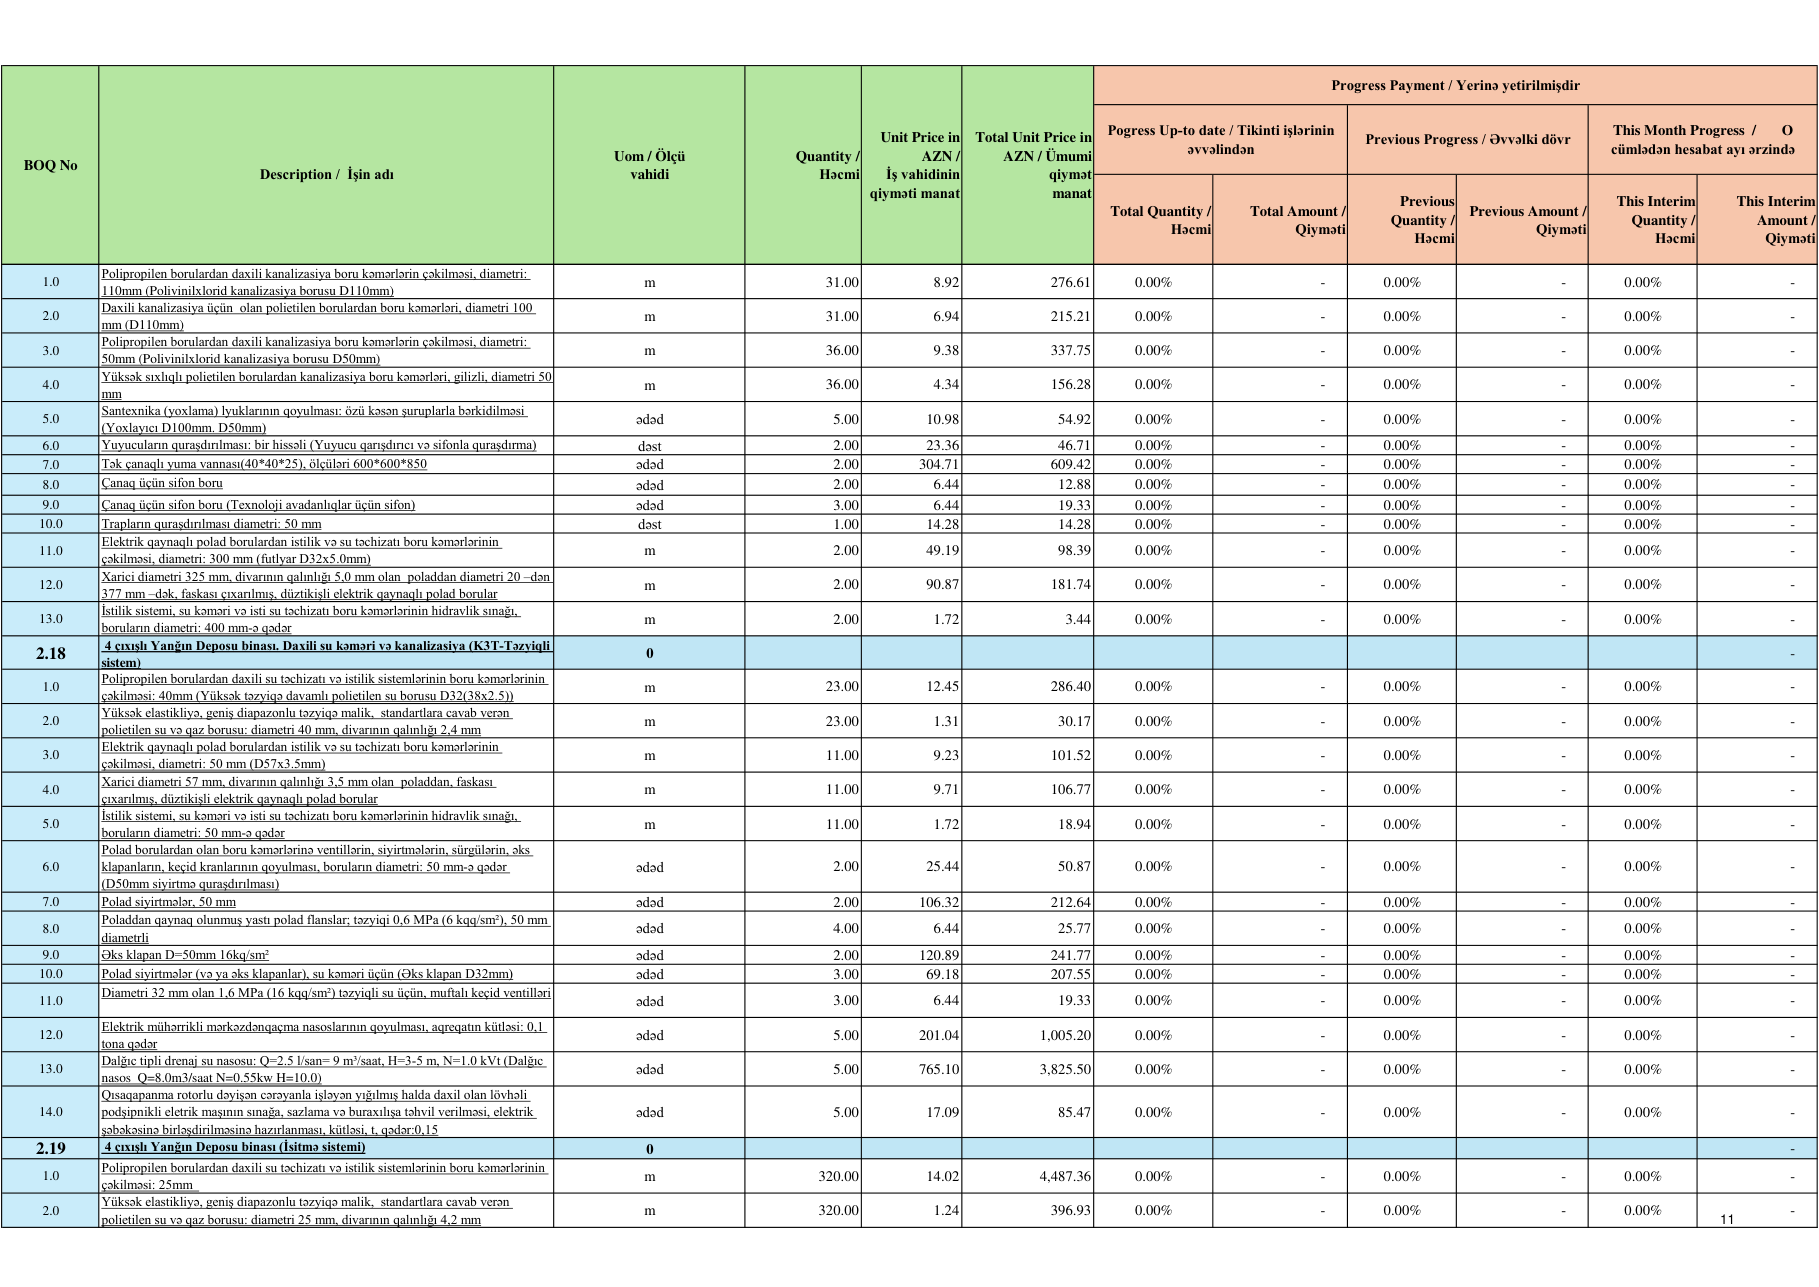 Progress Payment / Yerinə yetirilmişdir
BOQ No
Description /  İşin adı
Uom / Ölçü
vahidi
Quantity /
Həcmi
Unit Price in
AZN /
İş vahidinin
qiyməti manat
Total Unit Price in
AZN / Ümumi
qiymət
manat
Pogress Up-to date / Tikinti işlərinin
əvvəlindən
Previous Progress / Əvvəlki dövr
This Month Progress  /      O
cümlədən hesabat ayı ərzində
Total Quantity /
Həcmi
Total Amount /
Qiyməti
Previous
Quantity /
Həcmi
Previous Amount /
Qiyməti
This Interim
Quantity /
Həcmi
This Interim
Amount /
Qiyməti
1.0 Polipropilen borulardan daxili kanalizasiya boru kəmərlərin çəkilməsi, diametri:
110mm (Polivinilxlorid kanalizasiya borusu D110mm) m 31.00 8.92 276.61 0.00% - 0.00% - 0.00% -
2.0 Daxili kanalizasiya üçün  olan polietilen borulardan boru kəmərləri, diametri 100
mm (D110mm) m 31.00 6.94 215.21 0.00% - 0.00% - 0.00% -
3.0 Polipropilen borulardan daxili kanalizasiya boru kəmərlərin çəkilməsi, diametri:
50mm (Polivinilxlorid kanalizasiya borusu D50mm) m 36.00 9.38 337.75 0.00% - 0.00% - 0.00% -
4.0 Yüksək sıxlıqlı polietilen borulardan kanalizasiya boru kəmərləri, gilizli, diametri 50
mm m 36.00 4.34 156.28 0.00% - 0.00% - 0.00% -
5.0 Santexnika (yoxlama) lyuklarının qoyulması: özü kəsən şuruplarla bərkidilməsi
(Yoxlayıcı D100mm. D50mm) ədəd 5.00 10.98 54.92 0.00% - 0.00% - 0.00% -
6.0 Yuyucuların quraşdırılması: bir hissəli (Yuyucu qarışdırıcı və sifonla quraşdırma) dəst 2.00 23.36 46.71 0.00% - 0.00% - 0.00% -
7.0 Tək çanaqlı yuma vannası(40*40*25), ölçüləri 600*600*850 ədəd 2.00 304.71 609.42 0.00% - 0.00% - 0.00% -
8.0 Çanaq üçün sifon boru ədəd 2.00 6.44 12.88 0.00% - 0.00% - 0.00% -
9.0 Çanaq üçün sifon boru (Texnoloji avadanlıqlar üçün sifon) ədəd 3.00 6.44 19.33 0.00% - 0.00% - 0.00% -
10.0 Trapların quraşdırılması diametri: 50 mm dəst 1.00 14.28 14.28 0.00% - 0.00% - 0.00% -
11.0 Elektrik qaynaqlı polad borulardan istilik və su təchizatı boru kəmərlərinin
çəkilməsi, diametri: 300 mm (futlyar D32x5.0mm) m 2.00 49.19 98.39 0.00% - 0.00% - 0.00% -
12.0 Xarici diametri 325 mm, divarının qalınlığı 5,0 mm olan  poladdan diametri 20 –dən
377 mm –dək, faskası çıxarılmış, düztikişli elektrik qaynaqlı polad borular m 2.00 90.87 181.74 0.00% - 0.00% - 0.00% -
13.0 İstilik sistemi, su kəməri və isti su təchizatı boru kəmərlərinin hidravlik sınağı,
boruların diametri: 400 mm-ə qədər m 2.00 1.72 3.44 0.00% - 0.00% - 0.00% -
2.18 4 çıxışlı Yanğın Deposu binası. Daxili su kəməri və kanalizasiya (K3T-Təzyiqli
sistem) 0 -
1.0 Polipropilen borulardan daxili su təchizatı və istilik sistemlərinin boru kəmərlərinin
çəkilməsi: 40mm (Yüksək təzyiqə davamlı polietilen su borusu D32(38x2.5)) m 23.00 12.45 286.40 0.00% - 0.00% - 0.00% -
2.0 Yüksək elastikliyə, geniş diapazonlu təzyiqə malik,  standartlara cavab verən
polietilen su və qaz borusu: diametri 40 mm, divarının qalınlığı 2,4 mm m 23.00 1.31 30.17 0.00% - 0.00% - 0.00% -
3.0 Elektrik qaynaqlı polad borulardan istilik və su təchizatı boru kəmərlərinin
çəkilməsi, diametri: 50 mm (D57x3.5mm) m 11.00 9.23 101.52 0.00% - 0.00% - 0.00% -
4.0 Xarici diametri 57 mm, divarının qalınlığı 3,5 mm olan  poladdan, faskası
çıxarılmış, düztikişli elektrik qaynaqlı polad borular m 11.00 9.71 106.77 0.00% - 0.00% - 0.00% -
5.0 İstilik sistemi, su kəməri və isti su təchizatı boru kəmərlərinin hidravlik sınağı,
boruların diametri: 50 mm-ə qədər m 11.00 1.72 18.94 0.00% - 0.00% - 0.00% -
6.0 Polad borulardan olan boru kəmərlərinə ventillərin, siyirtmələrin, sürgülərin, əks
klapanların, keçid kranlarının qoyulması, boruların diametri: 50 mm-ə qədər
(D50mm siyirtmə quraşdırılması) ədəd 2.00 25.44 50.87 0.00% - 0.00% - 0.00% -
7.0 Polad siyirtmələr, 50 mm ədəd 2.00 106.32 212.64 0.00% - 0.00% - 0.00% -
8.0 Poladdan qaynaq olunmuş yastı polad flanslar; təzyiqi 0,6 MPa (6 kqq/sm²), 50 mm
diametrli ədəd 4.00 6.44 25.77 0.00% - 0.00% - 0.00% -
9.0 Əks klapan D=50mm 16kq/sm² ədəd 2.00 120.89 241.77 0.00% - 0.00% - 0.00% -
10.0 Polad siyirtmələr (və ya əks klapanlar), su kəməri üçün (Əks klapan D32mm) ədəd 3.00 69.18 207.55 0.00% - 0.00% - 0.00% -
11.0 Diametri 32 mm olan 1,6 MPa (16 kqq/sm²) təzyiqli su üçün, muftalı keçid ventilləri ədəd 3.00 6.44 19.33 0.00% - 0.00% - 0.00% -
12.0 Elektrik mühərrikli mərkəzdənqaçma nasoslarının qoyulması, aqreqatın kütləsi: 0,1
tona qədər ədəd 5.00 201.04 1,005.20 0.00% - 0.00% - 0.00% -
13.0 Dalğıc tipli drenaj su nasosu: Q=2.5 l/san= 9 m³/saat, H=3-5 m, N=1.0 kVt (Dalğıc
nasos  Q=8.0m3/saat N=0.55kw H=10.0) ədəd 5.00 765.10 3,825.50 0.00% - 0.00% - 0.00% -
14.0 Qısaqapanma rotorlu dəyişən cərəyanla işləyən yığılmış halda daxil olan lövhəli
podşipnikli eletrik maşının sınağa, sazlama və buraxılışa təhvil verilməsi, elektrik
şəbəkəsinə birləşdirilməsinə hazırlanması, kütləsi, t, qədər:0,15 ədəd 5.00 17.09 85.47 0.00% - 0.00% - 0.00% -
2.19 4 çıxışlı Yanğın Deposu binası (İsitmə sistemi) 0 -
1.0 Polipropilen borulardan daxili su təchizatı və istilik sistemlərinin boru kəmərlərinin
çəkilməsi: 25mm m 320.00 14.02 4,487.36 0.00% - 0.00% - 0.00% -
2.0 Yüksək elastikliyə, geniş diapazonlu təzyiqə malik,  standartlara cavab verən
polietilen su və qaz borusu: diametri 25 mm, divarının qalınlığı 4,2 mm m 320.00 1.24 396.93 0.00% - 0.00% - 0.00% -
11